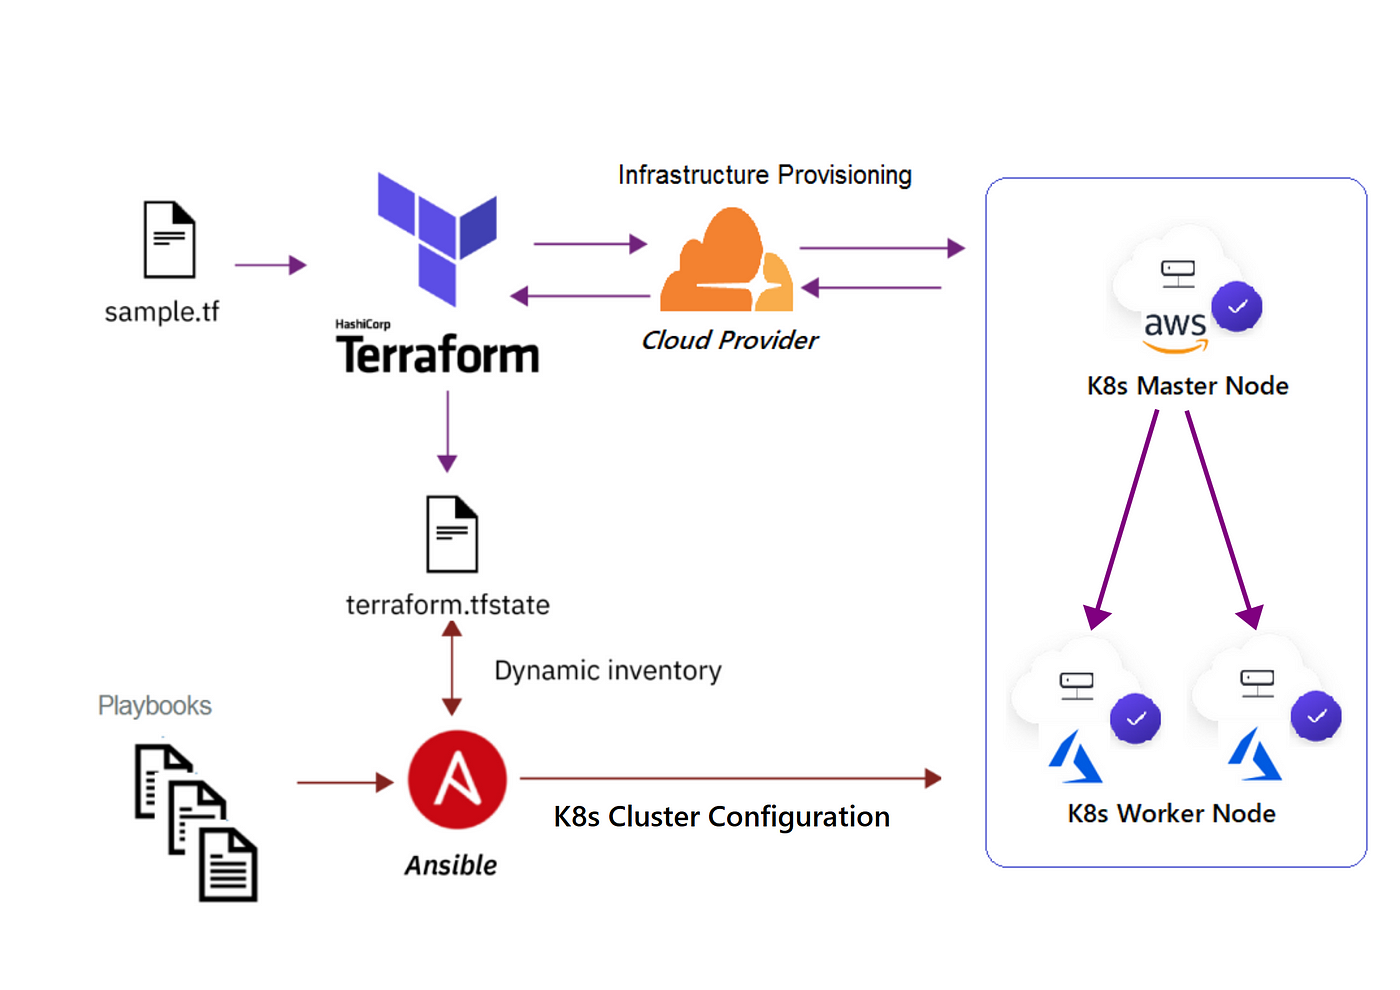 Infrastructure Provisioning
sample.tf
HashiCorp
Terraform
Cloud Provider
aws
K8s Master Node
terraform.tfstate
Dynamic inventory
Playbooks
K8s Cluster Configuration
Ansible
K8s Worker Node